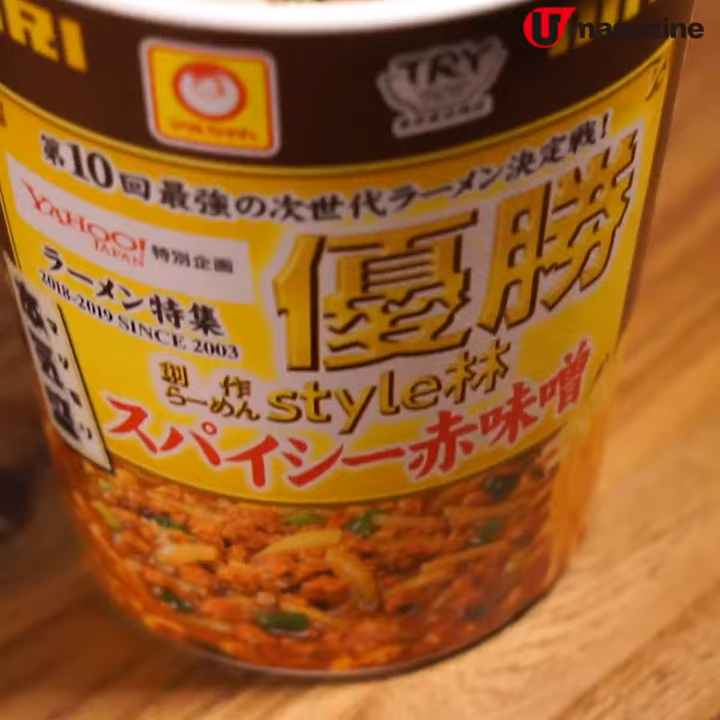 U magazine
TRY
第10回最強の次世代ラーメン決定戦!
YAHOO!
JAPAN
特別企画
ラーメン特集
2018-2019 SINCE 2003
優勝
創作
らーめん style林
スパイシー赤味噌